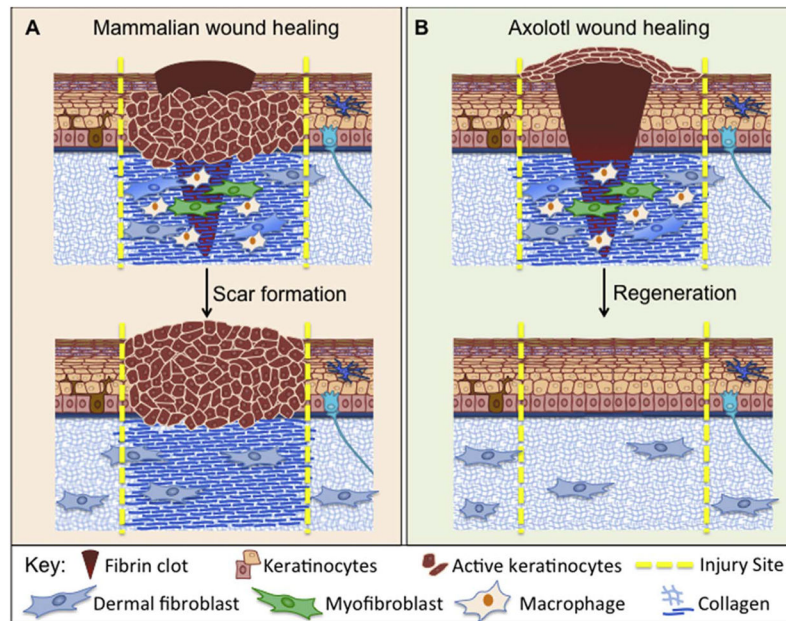 A Mammalian wound healing
B Axolotl wound healing
Scar formation
Regeneration
Key: Fibrin clot Keratinocytes Active keratinocytes Injury Site
Dermal fibroblast Myofibroblast Macrophage Collagen